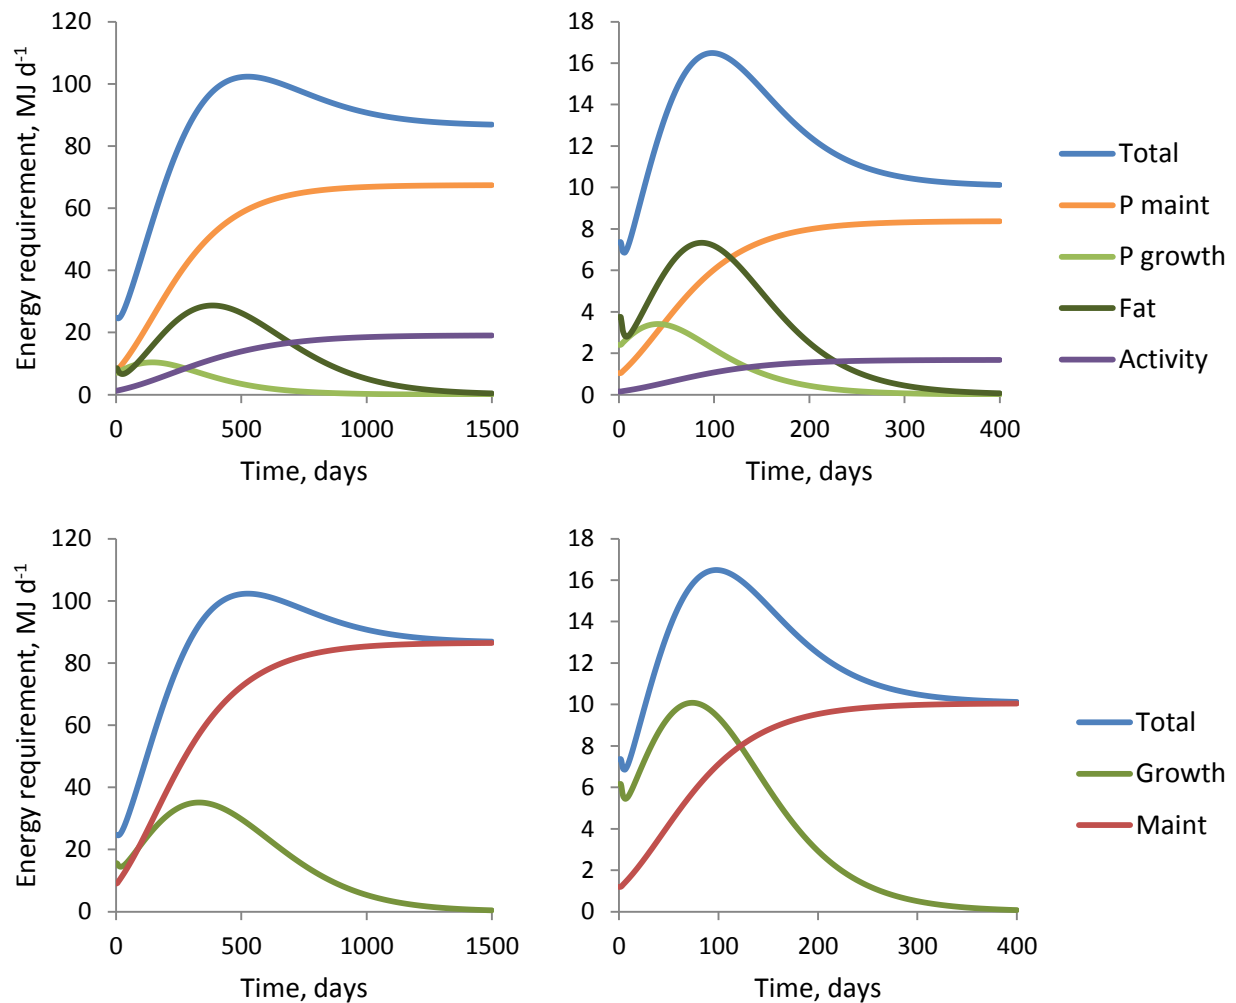 120
100
80
60
40
20
0
Energy requirement, MJ d-1
0 500 1000 1500
Time, days
18
16
14
12
10
8
6
4
2
0
0 100 200 300 400
Time, days
Total
P maint
P growth
Fat
Activity
120
100
80
60
40
20
0
Energy requirement, MJ d-1
0 500 1000 1500
Time, days
18
16
14
12
10
8
6
4
2
0
0 100 200 300 400
Time, days
Total
Growth
Maint